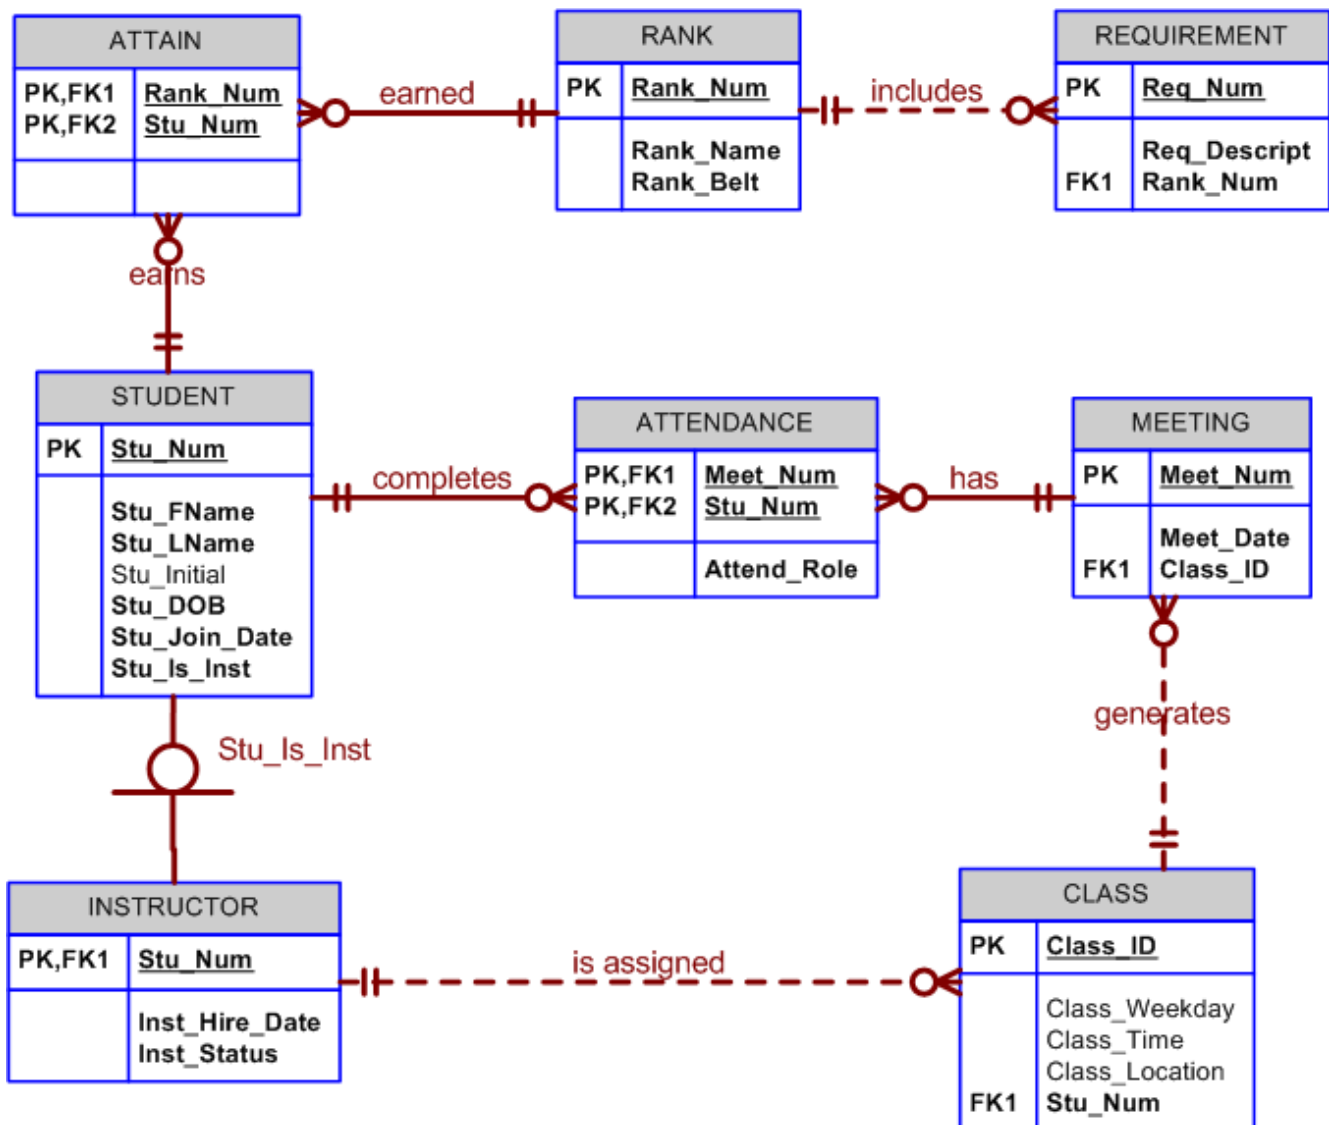 ATTAIN
PK,FK1 Rank_Num
PK,FK2 Stu_Num
earned
RANK
PK Rank_Num
Rank_Name
Rank_Belt
includes
REQUIREMENT
PK Req_Num
Req_Descript
FK1 Rank_Num
earns
STUDENT
PK Stu_Num
Stu_FName
Stu_LName
Stu_Initial
Stu_DOB
Stu_Join_Date
Stu_Is_Inst
completes
ATTENDANCE
PK,FK1 Meet_Num
PK,FK2 Stu_Num
Attend_Role
has
MEETING
PK Meet_Num
Meet_Date
FK1 Class_ID
generates
Stu_Is_Inst
INSTRUCTOR
PK,FK1 Stu_Num
Inst_Hire_Date
Inst_Status
is assigned
CLASS
PK Class_ID
Class_Weekday
Class_Time
Class_Location
FK1 Stu_Num